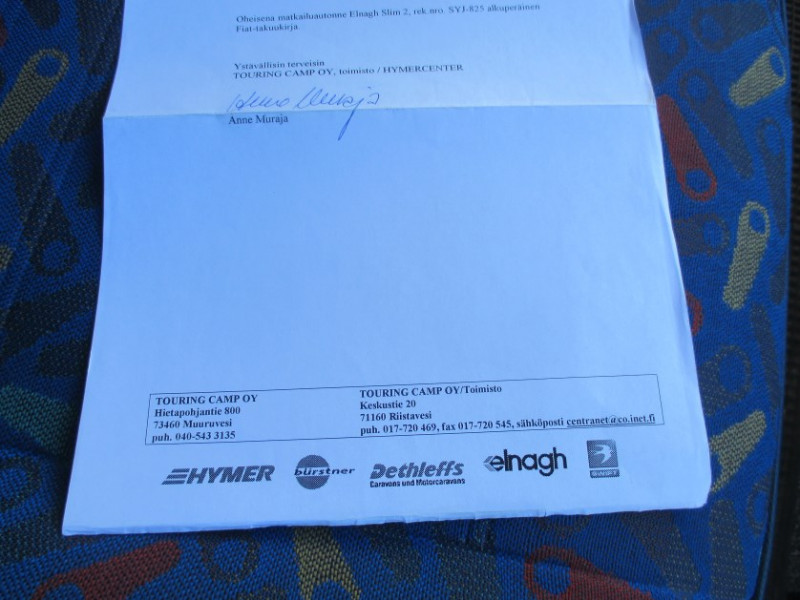 Oheisena matkailuautonne Elnagh Slim 2, rek.nro. SYJ-825 alkuperäinen
Fiat-takuukirja.
Ystävällisin terveisin
TOURING CAMP OY, toimisto / HYMERCENTER
Anne Muraja
Anne Muraja
TOURING CAMP OY
Hietapohjantie 800
73460 Muuruvesi
puh. 040-543 3135
TOURING CAMP OY/Toimisto
Keskustie 20
71160 Riistavesi
puh. 017-720 469, fax 017-720 545, sähköposti centranet@co.inet.fi
HYMER
bürstner
Dethleffs
Caravans und Motorcaravans
elnagh
SWIFT